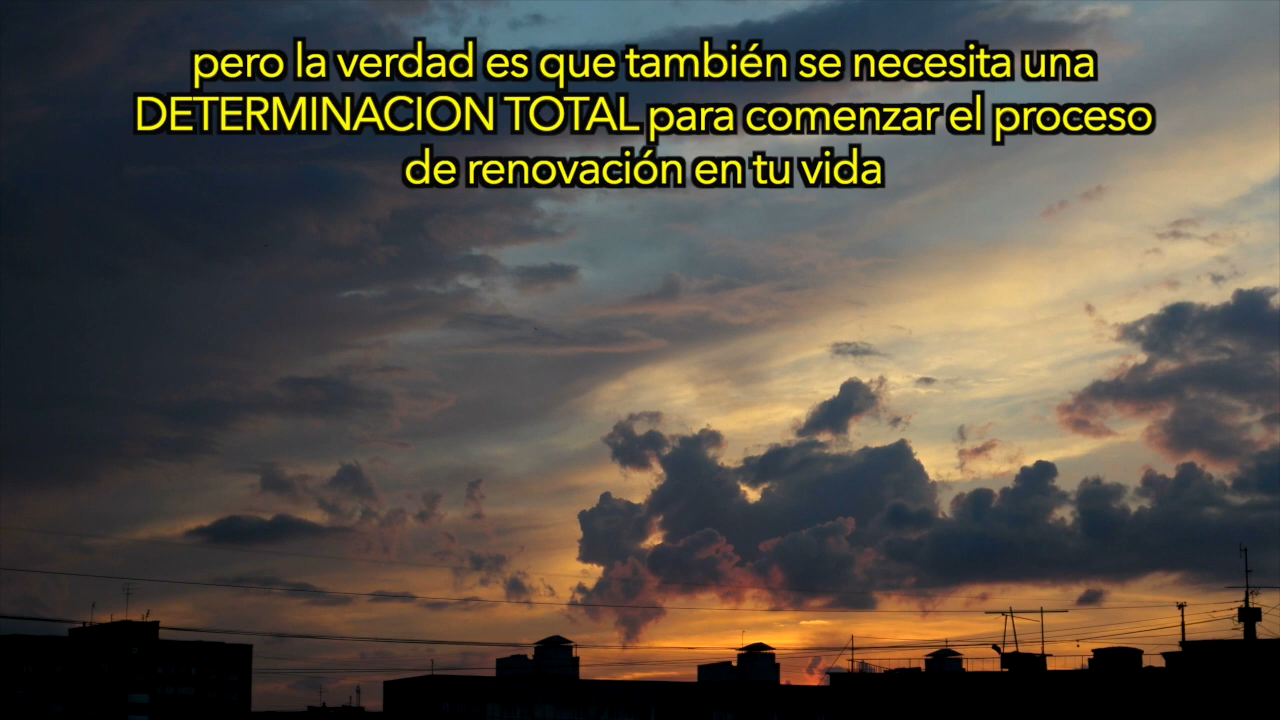 pero la verdad es que también se necesita una
DETERMINACION TOTAL para comenzar el proceso
de renovación en tu vida